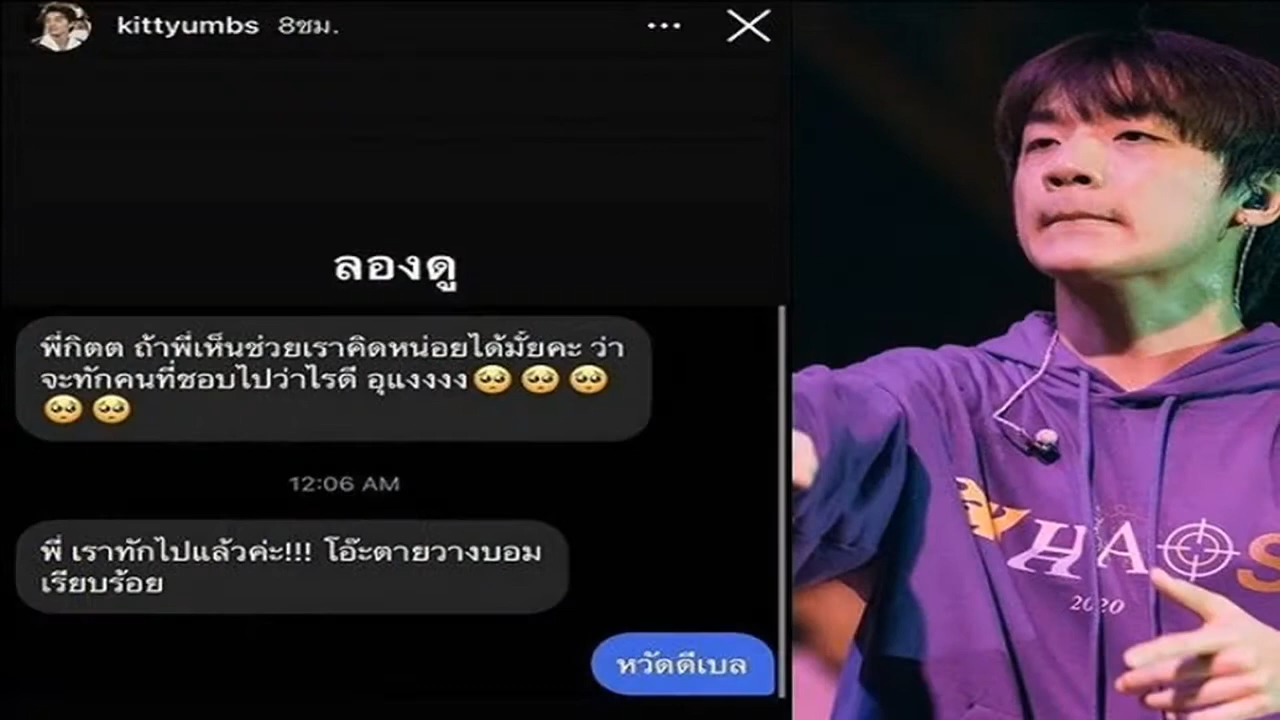 kittyumbs 8ชม.
ลองดู
พี่กิตต ถ้าพี่เห็นช่วยเราคิดหน่อยได้มั้ยคะ ว่า
จะทักคนที่ชอบไปว่าไรดี อุแงงงง🥺🥺🥺
🥺🥺
12:06 AM
พี่ เราทักไปแล้วค่ะ!!! โอ๊ะตายวางบอม
เรียบร้อย
หวัดดีเบล
HAOS
2020